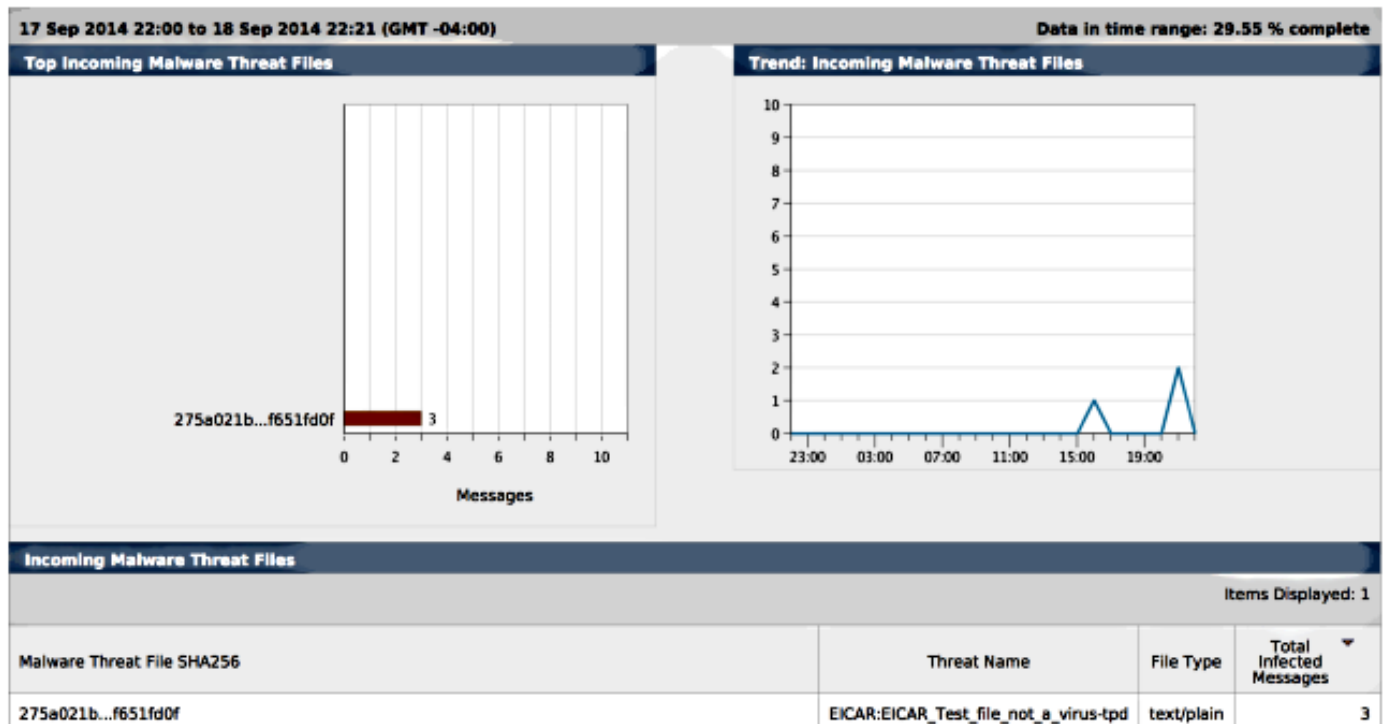 17 Sep 2014 22:00 to 18 Sep 2014 22:21 (GMT -04:00)
Data in time range: 29.55 % complete
Top Incoming Malware Threat Files
275a021b...f651fd0f
3
0 2 4 6 8 10
Messages
Trend: Incoming Malware Threat Files
10
9
8
7
6
5
4
3
2
1
0
23:00 03:00 07:00 11:00 15:00 19:00
Incoming Malware Threat Files
Items Displayed: 1
Malware Threat File SHA256
Threat Name
File Type
Total
Infected
Messages
275a021b...f651fd0f
EICAR:EICAR_Test_file_not_a_virus-tpd
text/plain
3